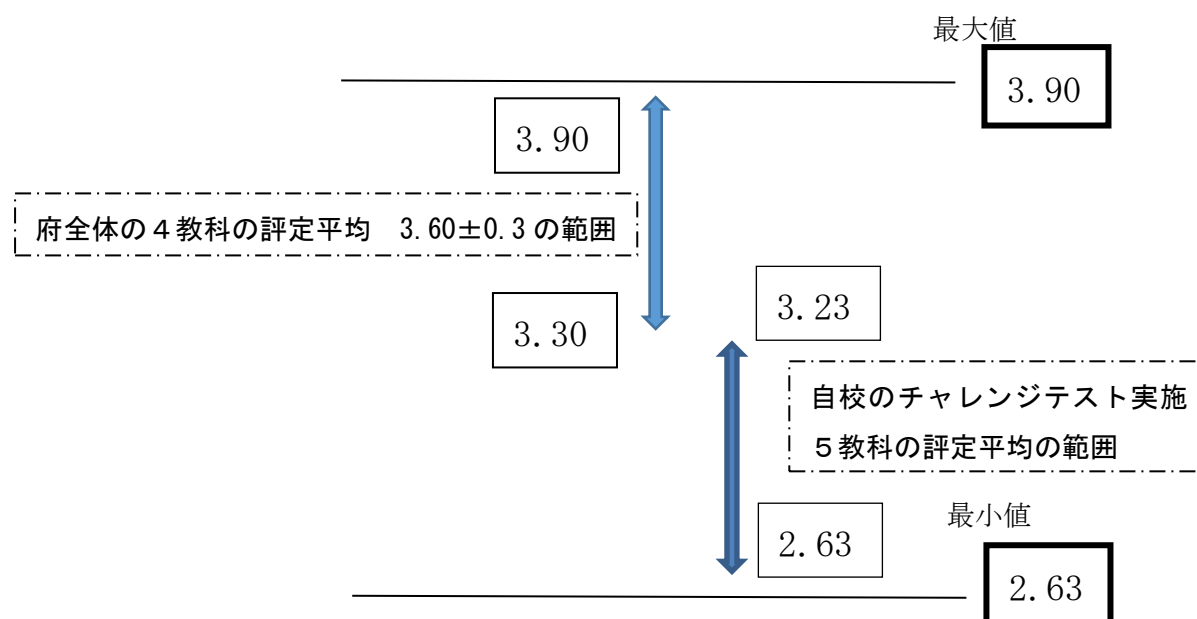 最大値
3.90
3.90
府全体の４教科の評定平均　3.60±0.3の範囲
3.23
3.30
自校のチャレンジテスト実施
５教科の評定平均の範囲
最小値
2.63
2.63